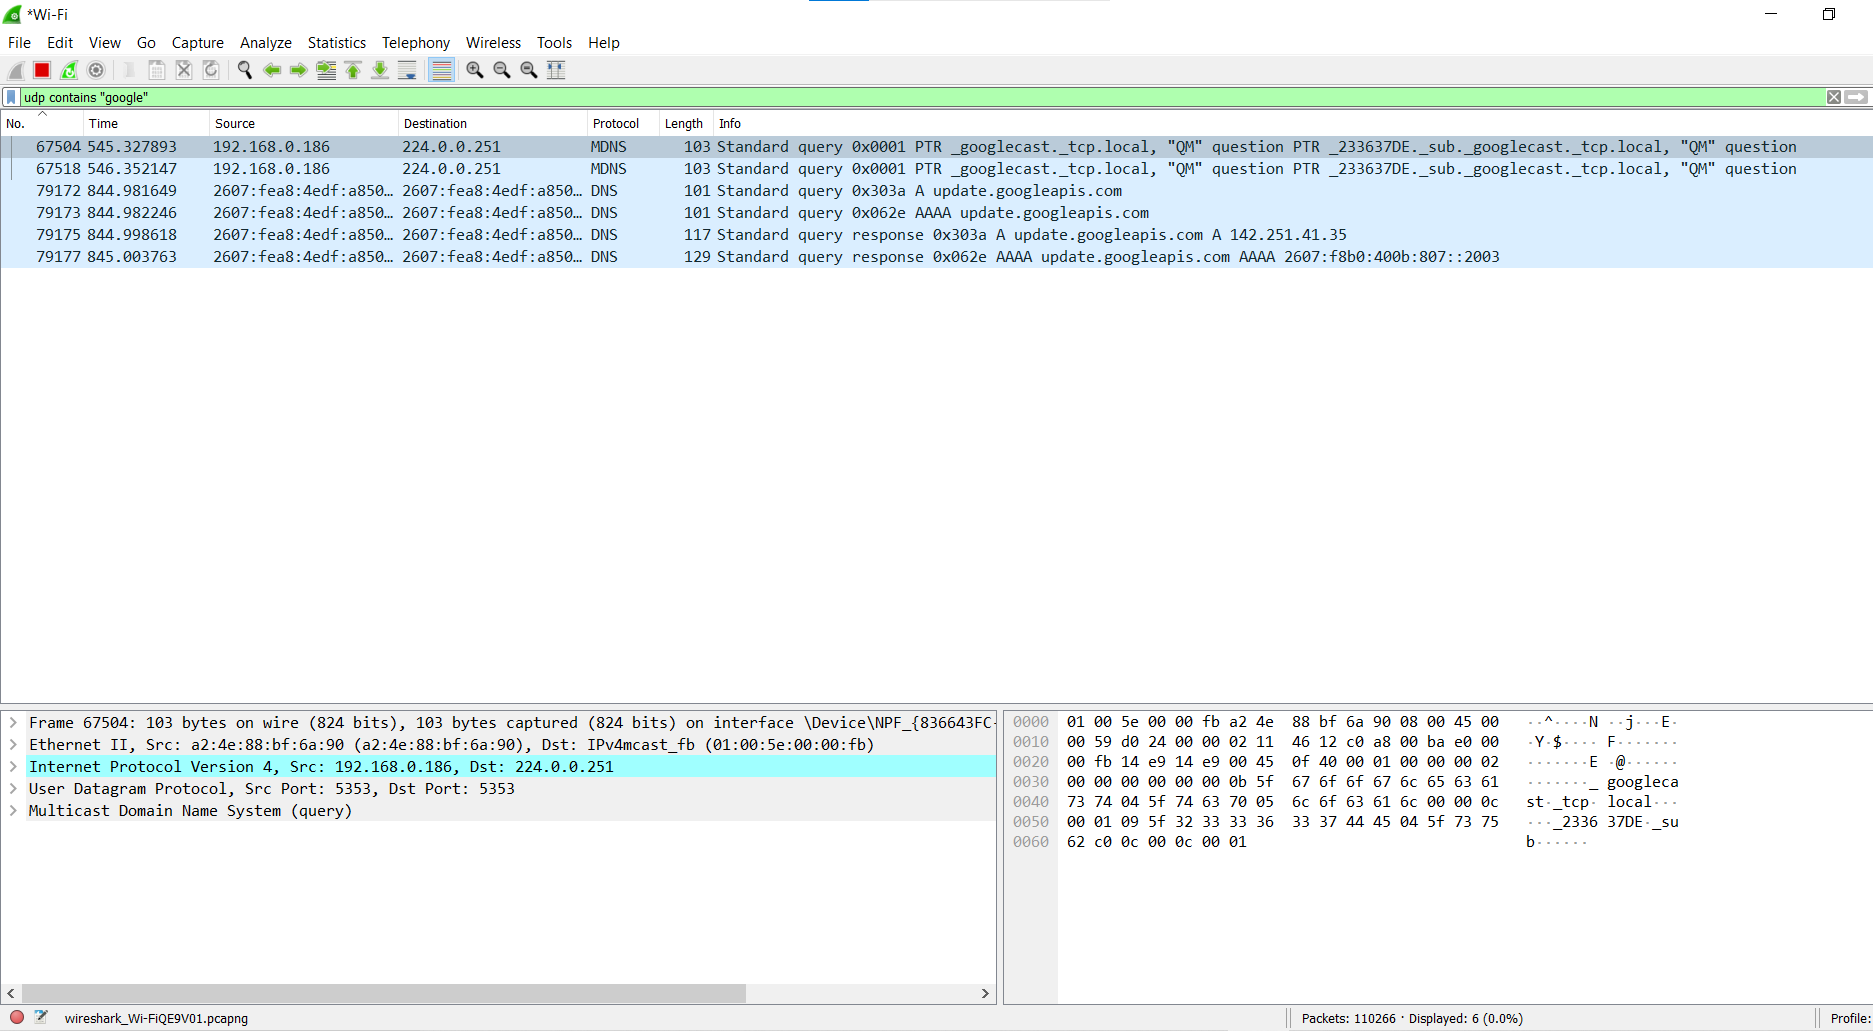 *Wi-Fi
File Edit View Go Capture Analyze Statistics Telephony Wireless Tools Help
udp contains "google"
No. Time Source Destination Protocol Length Info
67504 545.327893 192.168.0.186 224.0.0.251 MDNS 103 Standard query 0x0001 PTR _googlecast._tcp.local, "QM" question PTR _233637DE._sub._googlecast._tcp.local, "QM" question
67518 546.352147 192.168.0.186 224.0.0.251 MDNS 103 Standard query 0x0001 PTR _googlecast._tcp.local, "QM" question PTR _233637DE._sub._googlecast._tcp.local, "QM" question
79172 844.981649 2607:fea8:4edf:a850… 2607:fea8:4edf:a850… DNS 101 Standard query 0x303a A update.googleapis.com
79173 844.982246 2607:fea8:4edf:a850… 2607:fea8:4edf:a850… DNS 101 Standard query 0x062e AAAA update.googleapis.com
79175 844.998618 2607:fea8:4edf:a850… 2607:fea8:4edf:a850… DNS 117 Standard query response 0x303a A update.googleapis.com A 142.251.41.35
79177 845.003763 2607:fea8:4edf:a850… 2607:fea8:4edf:a850… DNS 129 Standard query response 0x062e AAAA update.googleapis.com AAAA 2607:f8b0:400b:807::2003
Frame 67504: 103 bytes on wire (824 bits), 103 bytes captured (824 bits) on interface \Device\NPF_{836643FC-
Ethernet II, Src: a2:4e:88:bf:6a:90 (a2:4e:88:bf:6a:90), Dst: IPv4mcast_fb (01:00:5e:00:00:fb)
Internet Protocol Version 4, Src: 192.168.0.186, Dst: 224.0.0.251
User Datagram Protocol, Src Port: 5353, Dst Port: 5353
Multicast Domain Name System (query)
0000 01 00 5e 00 00 fb a2 4e 88 bf 6a 90 08 00 45 00 ··^····N ··j···E·
0010 00 59 d0 24 00 00 02 11 46 12 c0 a8 00 ba e0 00 ·Y·$···· F·······
0020 00 fb 14 e9 14 e9 00 45 0f 40 00 01 00 00 00 02 ·······E ·@······
0030 00 00 00 00 00 00 0b 5f 67 6f 6f 67 6c 65 63 61 ·······_ googleca
0040 73 74 04 5f 74 63 70 05 6c 6f 63 61 6c 00 00 0c st·_tcp· local···
0050 00 01 09 5f 32 33 33 36 33 37 44 45 04 5f 73 75 ···_2336 37DE·_su
0060 62 c0 0c 00 0c 00 01 b······
wireshark_Wi-FiQE9V01.pcapng
Packets: 110266 · Displayed: 6 (0.0%)
Profile: